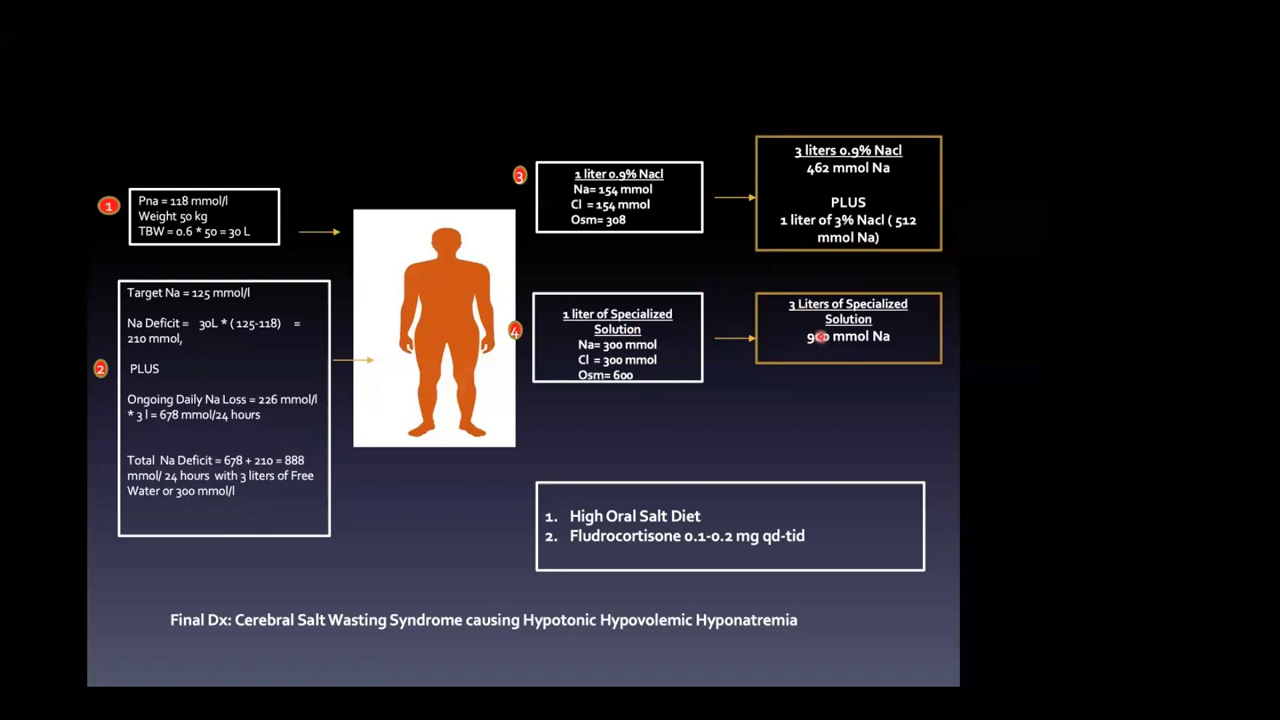 1
Pna = 118 mmol/l
Weight 50 kg
TBW = 0.6 * 50 = 30 L
2
Target Na = 125 mmol/l
Na Deficit = 30L * ( 125-118) =
210 mmol,
PLUS
Ongoing Daily Na Loss = 226 mmol/l
* 3 l = 678 mmol/24 hours
Total Na Deficit = 678 + 210 = 888
mmol/ 24 hours with 3 liters of Free
Water or 300 mmol/l
3
1 liter 0.9% Nacl
Na= 154 mmol
Cl = 154 mmol
Osm= 308
3 liters 0.9% Nacl
462 mmol Na
PLUS
1 liter of 3% Nacl ( 512
mmol Na)
4
1 liter of Specialized
Solution
Na= 300 mmol
Cl = 300 mmol
Osm= 600
3 Liters of Specialized
Solution
mmol Na
1. High Oral Salt Diet
2. Fludrocortisone 0.1-0.2 mg qd-tid
Final Dx: Cerebral Salt Wasting Syndrome causing Hypotonic Hypovolemic Hyponatremia